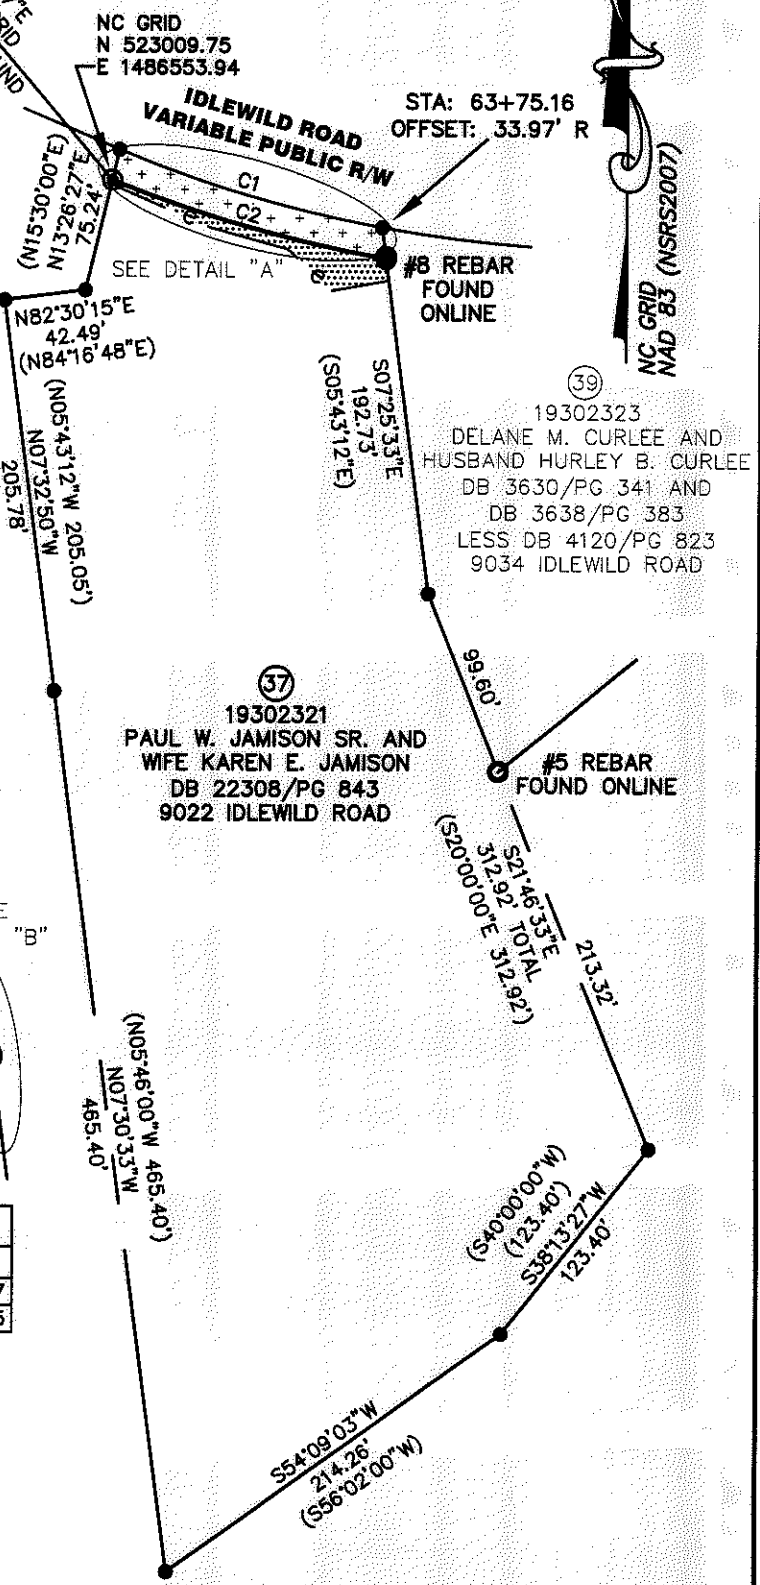 NC GRID
N 523009.75
E 1486553.94
IDLEWILD ROAD
VARIABLE PUBLIC R/W
STA: 63+75.16
OFFSET: 33.97' R
C1
C2
(N15°30'00"E)
N13°26'27"E
75.24'
SEE DETAIL "A"
#8 REBAR
FOUND
ONLINE
NC GRID
NAD 83 (NSRS2007)
N82°30'15"E
42.49'
(N84°16'48"E)
S07°25'33"E
192.73'
(S05°43'12"E)
39
19302323
DELANE M. CURLEE AND
HUSBAND HURLEY B. CURLEE
DB 3630/PG 341 AND
DB 3638/PG 383
LESS DB 4120/PG 823
9034 IDLEWILD ROAD
(N05°43'12"W 205.05')
N07°32'50"W
205.78'
99.60'
37
19302321
PAUL W. JAMISON SR. AND
WIFE KAREN E. JAMISON
DB 22308/PG 843
9022 IDLEWILD ROAD
#5 REBAR
FOUND ONLINE
S21°46'33"E
312.92' TOTAL
(S20°00'00"E 312.92')
213.32'
"B"
(N05°46'00"W 465.40')
N07°30'33"W
465.40'
(S40°00'00"W)
(123.40')
S38°13'27"W
123.40'
S54°09'03"W
214.26'
(S56°02'00"W)